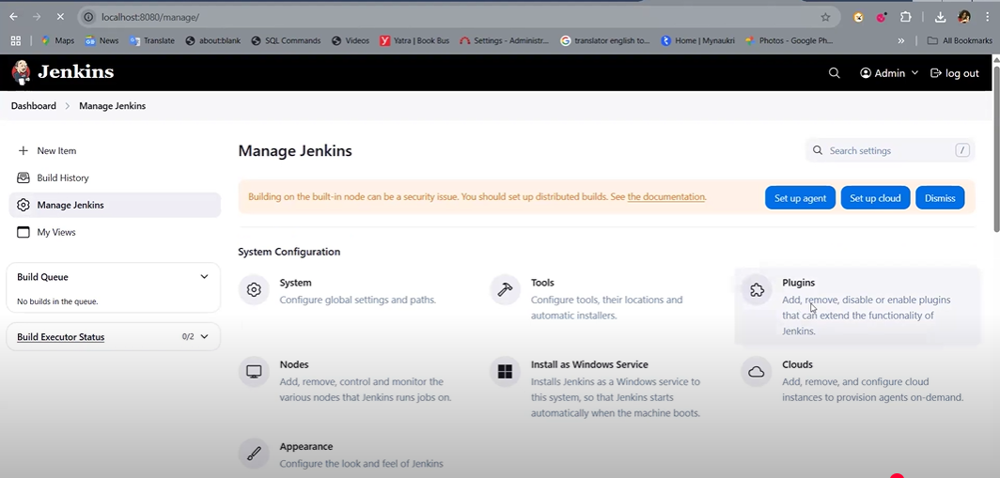 localhost:8080/manage/
Maps
News
Translate
about:blank
SQL Commands
Videos
Yatra | Book Bus
Settings - Administr...
translator english to...
Home | Mynaukri
Photos - Google Ph...
»
All Bookmarks
Jenkins
Admin
log out
Dashboard > Manage Jenkins
New Item
Build History
Manage Jenkins
My Views
Build Queue
No builds in the queue.
Build Executor Status 0/2
Manage Jenkins
Search settings /
Building on the built-in node can be a security issue. You should set up distributed builds. See the documentation.
Set up agent
Set up cloud
Dismiss
System Configuration
System
Configure global settings and paths.
Tools
Configure tools, their locations and
automatic installers.
Plugins
Add, remove, disable or enable plugins
that can extend the functionality of
Jenkins.
Nodes
Add, remove, control and monitor the
various nodes that Jenkins runs jobs on.
Install as Windows Service
Installs Jenkins as a Windows service to
this system, so that Jenkins starts
automatically when the machine boots.
Clouds
Add, remove, and configure cloud
instances to provision agents on-demand.
Appearance
Configure the look and feel of Jenkins